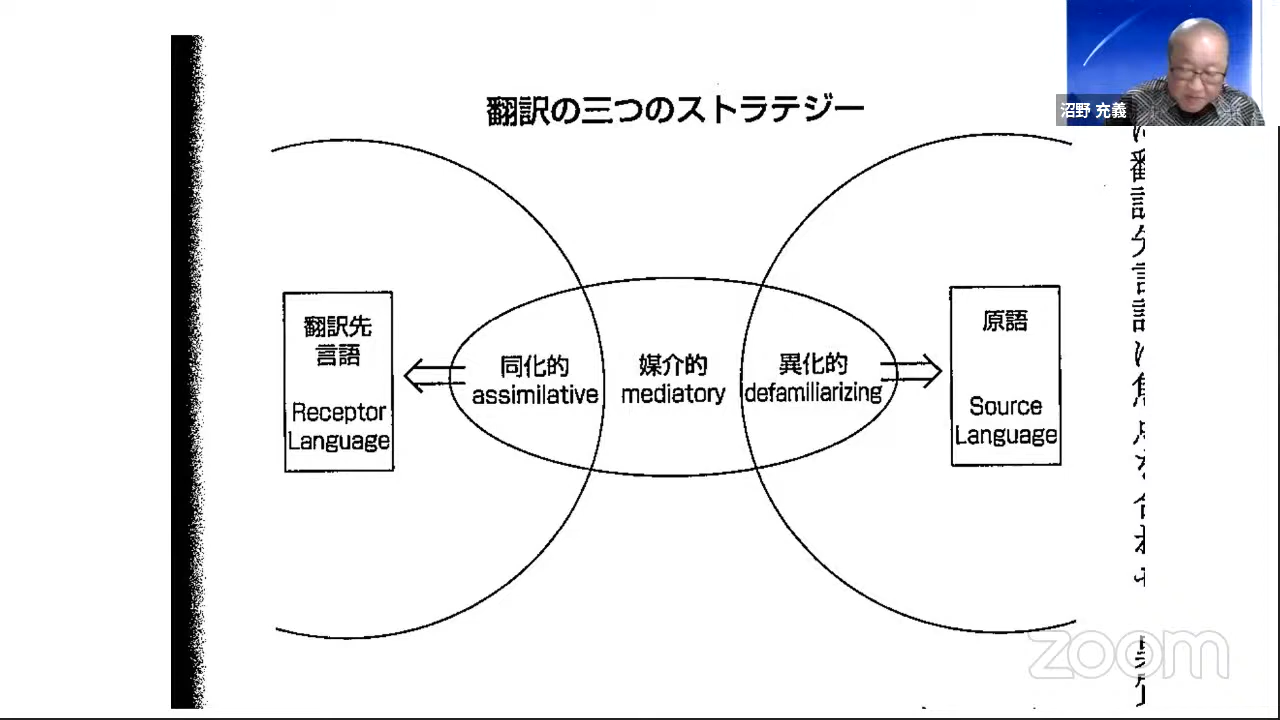 翻訳の三つのストラテジー
沼野 充義
翻訳先
言語
Receptor
Language
同化的
assimilative
媒介的
mediatory
異化的
defamiliarizing
原語
Source
Language
zoom